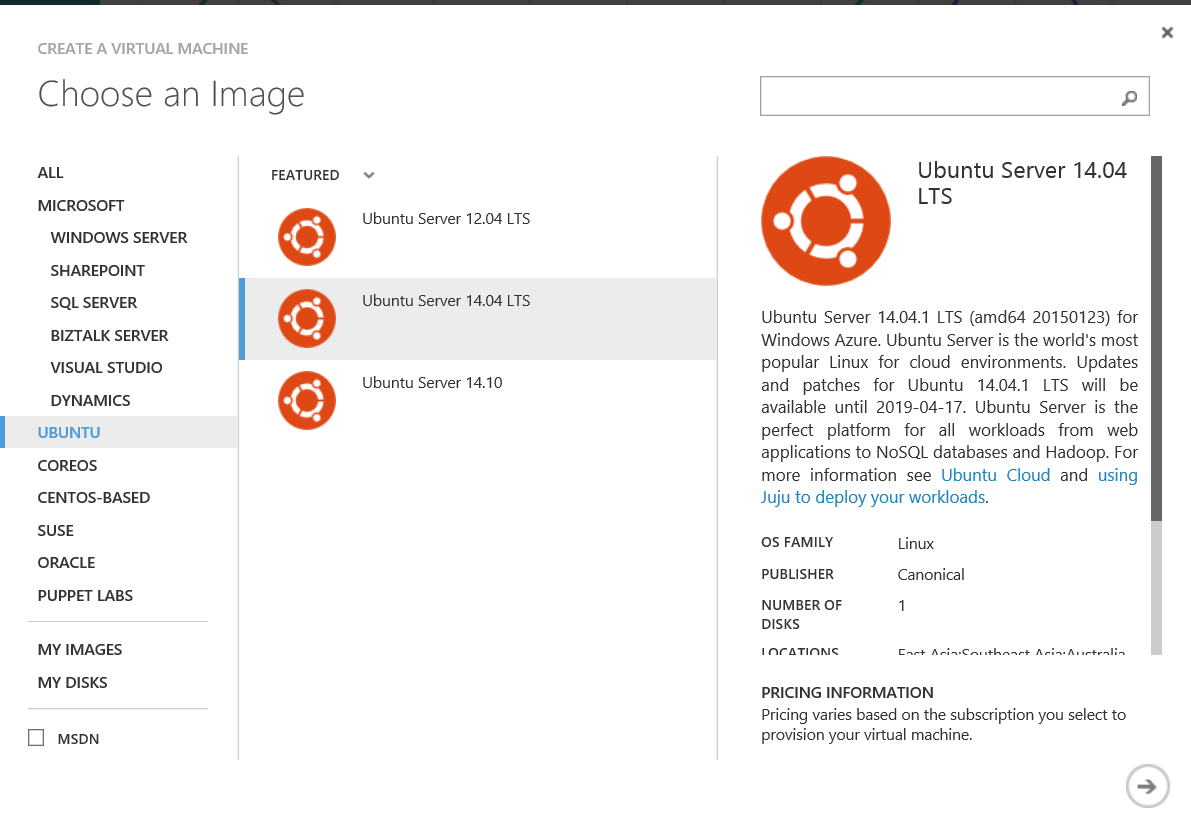 CREATE A VIRTUAL MACHINE
Choose an Image
ALL
MICROSOFT
WINDOWS SERVER
SHAREPOINT
SQL SERVER
BIZTALK SERVER
VISUAL STUDIO
DYNAMICS
UBUNTU
COREOS
CENTOS-BASED
SUSE
ORACLE
PUPPET LABS
MY IMAGES
MY DISKS
MSDN
FEATURED
Ubuntu Server 12.04 LTS
Ubuntu Server 14.04 LTS
Ubuntu Server 14.10
Ubuntu Server 14.04
LTS
Ubuntu Server 14.04.1 LTS (amd64 20150123) for
Windows Azure. Ubuntu Server is the world's most
popular Linux for cloud environments. Updates
and patches for Ubuntu 14.04.1 LTS will be
available until 2019-04-17. Ubuntu Server is the
perfect platform for all workloads from web
applications to NoSQL databases and Hadoop. For
more information see Ubuntu Cloud and using
Juju to deploy your workloads.
OS FAMILY Linux
PUBLISHER Canonical
NUMBER OF 1
DISKS
LOCATIONS East Asia;Southeast Asia;Australia
PRICING INFORMATION
Pricing varies based on the subscription you select to
provision your virtual machine.